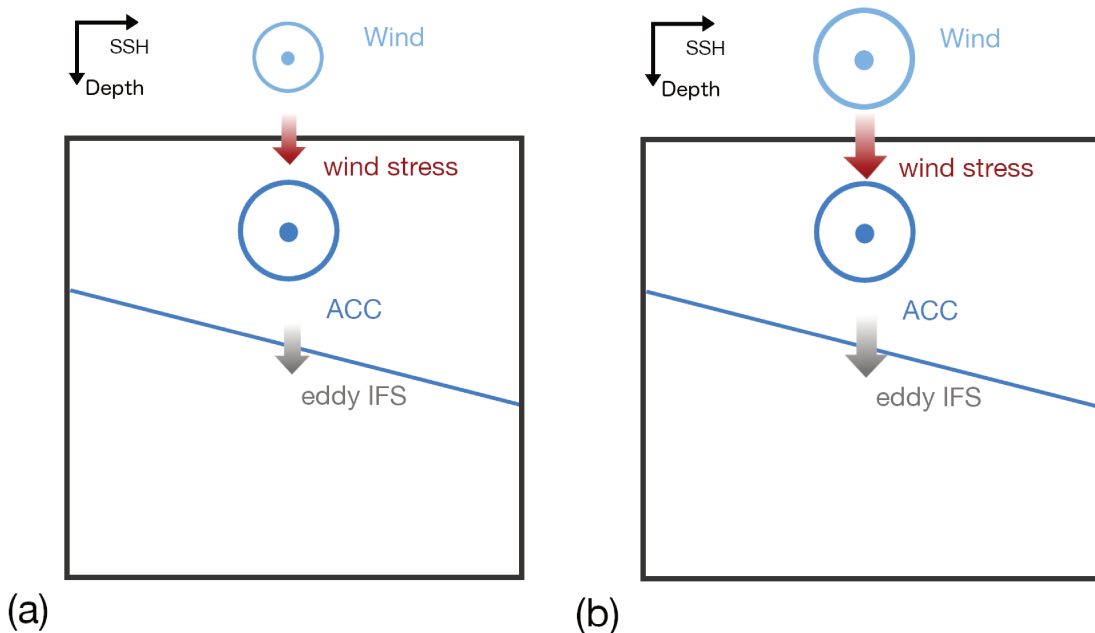 SSH
Depth
Wind
wind stress
ACC
eddy IFS
(a)
SSH
Depth
Wind
wind stress
ACC
eddy IFS
(b)